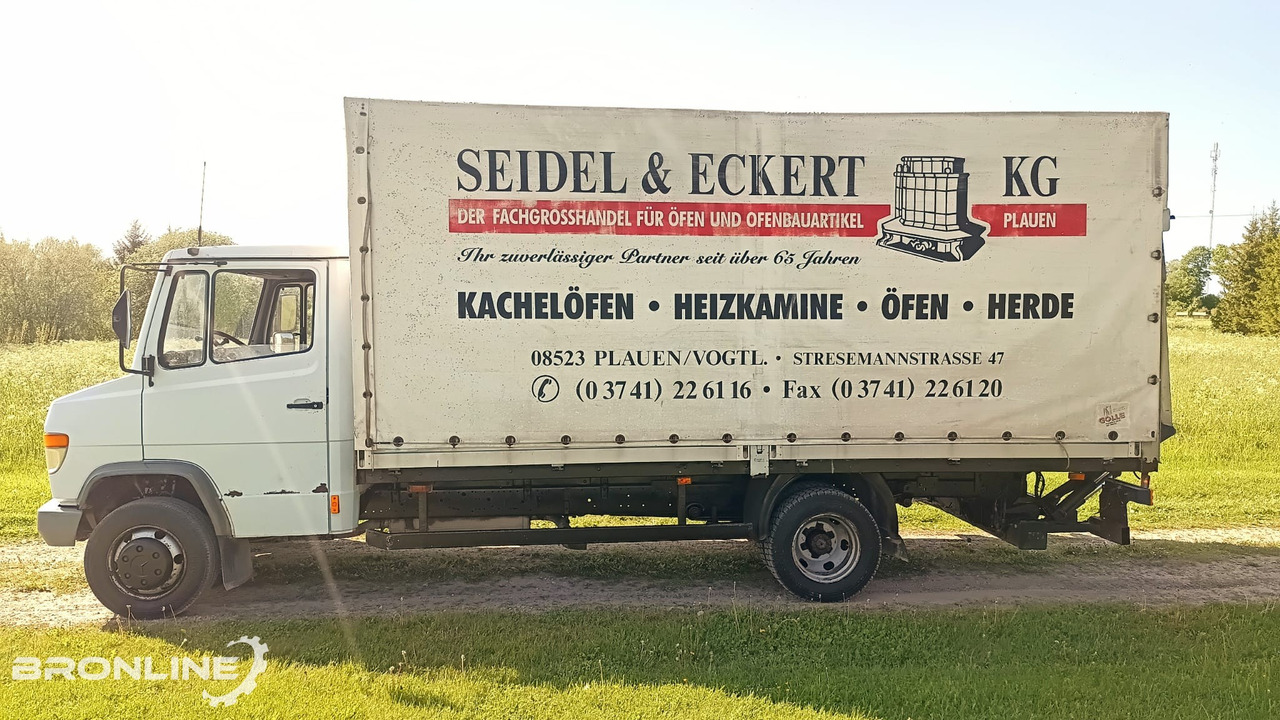 SEIDEL & ECKERT KG
DER FACHGROSSHANDEL FÜR ÖFEN UND OFENBAUARTIKEL PLAUEN
Ihr zuverlässiger Partner seit über 65 Jahren
KACHELÖFEN • HEIZKAMINE • ÖFEN • HERDE
08523 PLAUEN/VOGTL. • STRESEMANNSTRASSE 47
(0 37 41) 22 61 16 • Fax (0 37 41) 22 61 20
GOLLE
BRONLINE